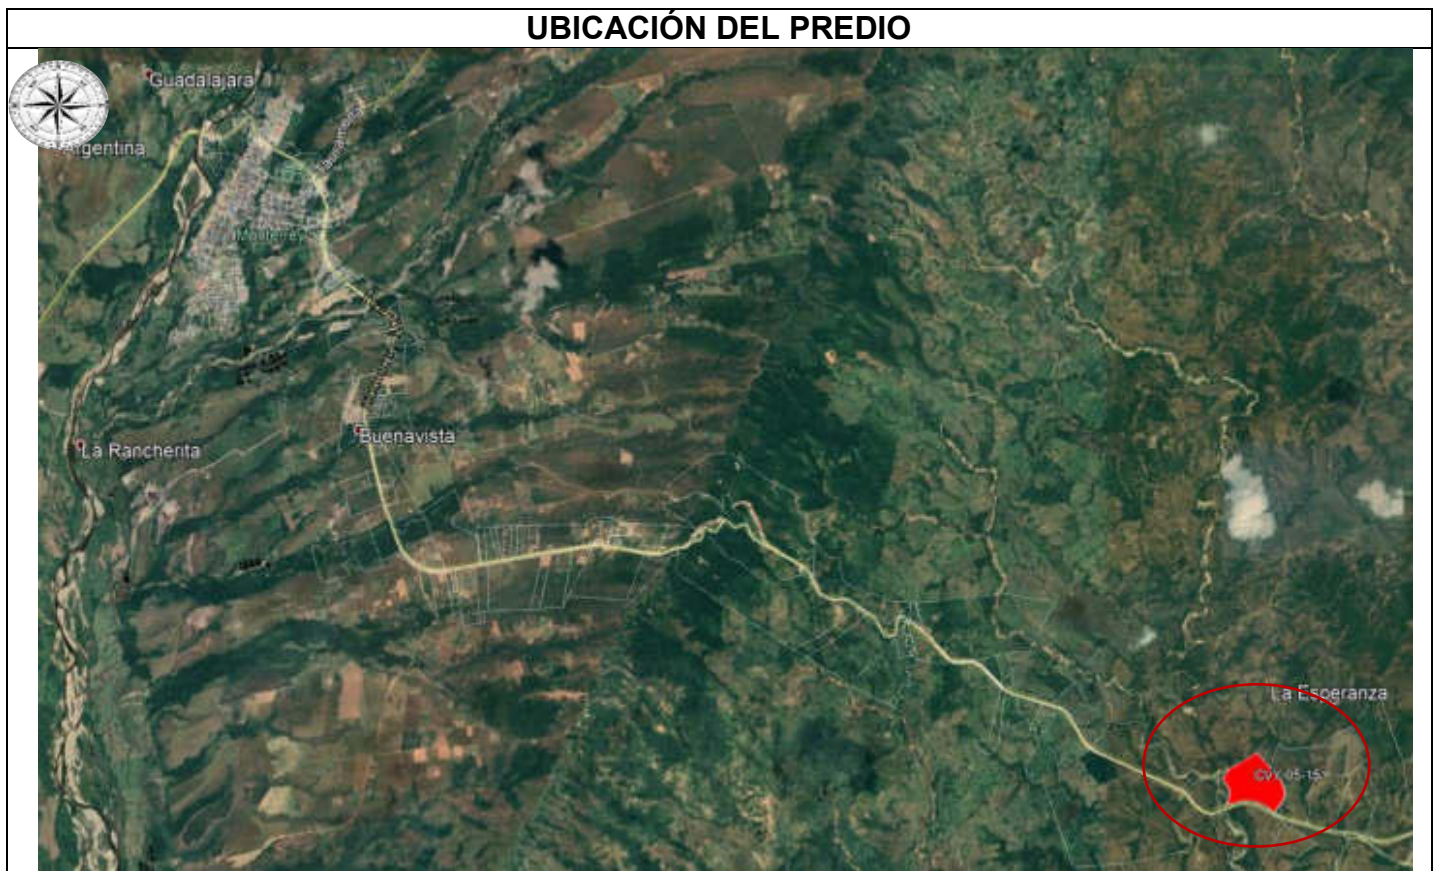 UBICACIÓN DEL PREDIO
Guadalajara
Argentina
Monterrey
Buenavista
La Rancherita
La Esperanza